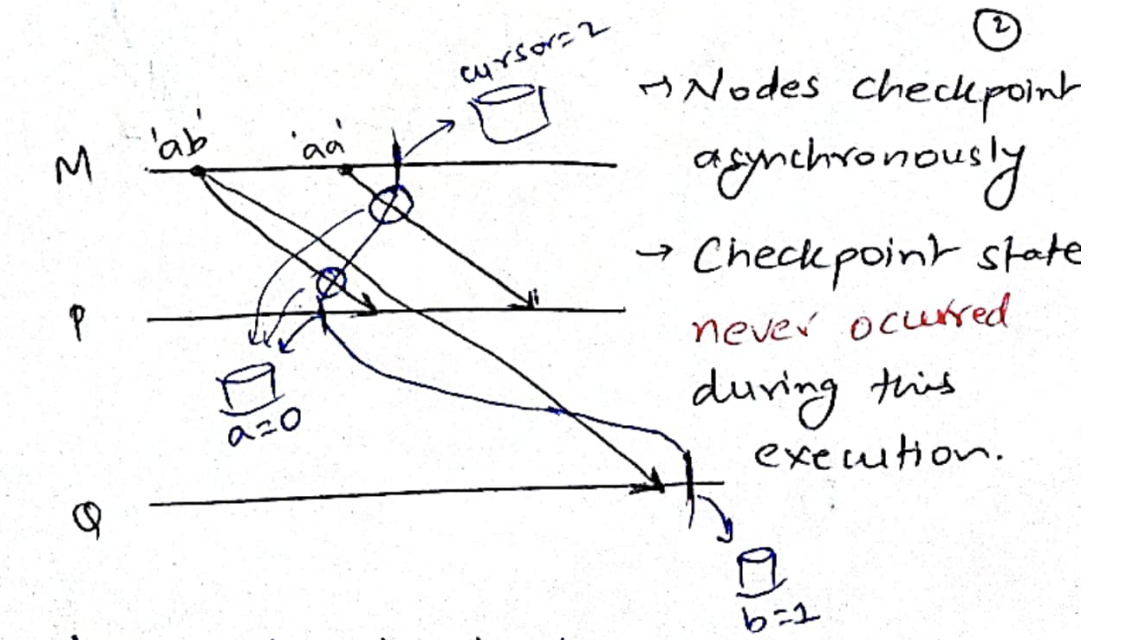 ②
cursor=2
→ Nodes checkpoint
asynchronously
'ab' 'aa'
M
→ Checkpoint state
never ocurred
during this
execution.
P
a=0
Q
b=1